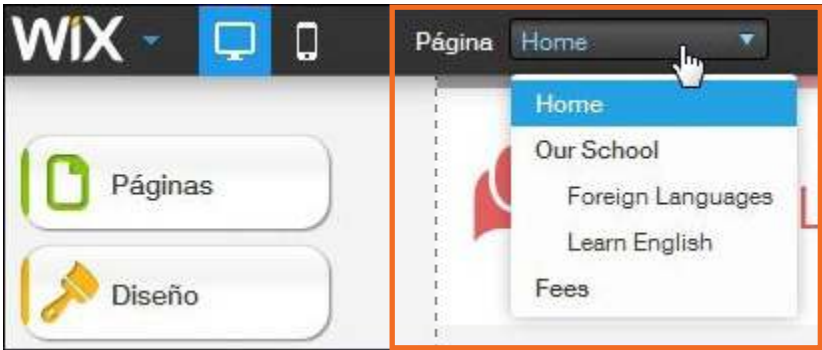 WiX
Página Home
Home
Our School
Foreign Languages
Learn English
Fees
Páginas
Diseño